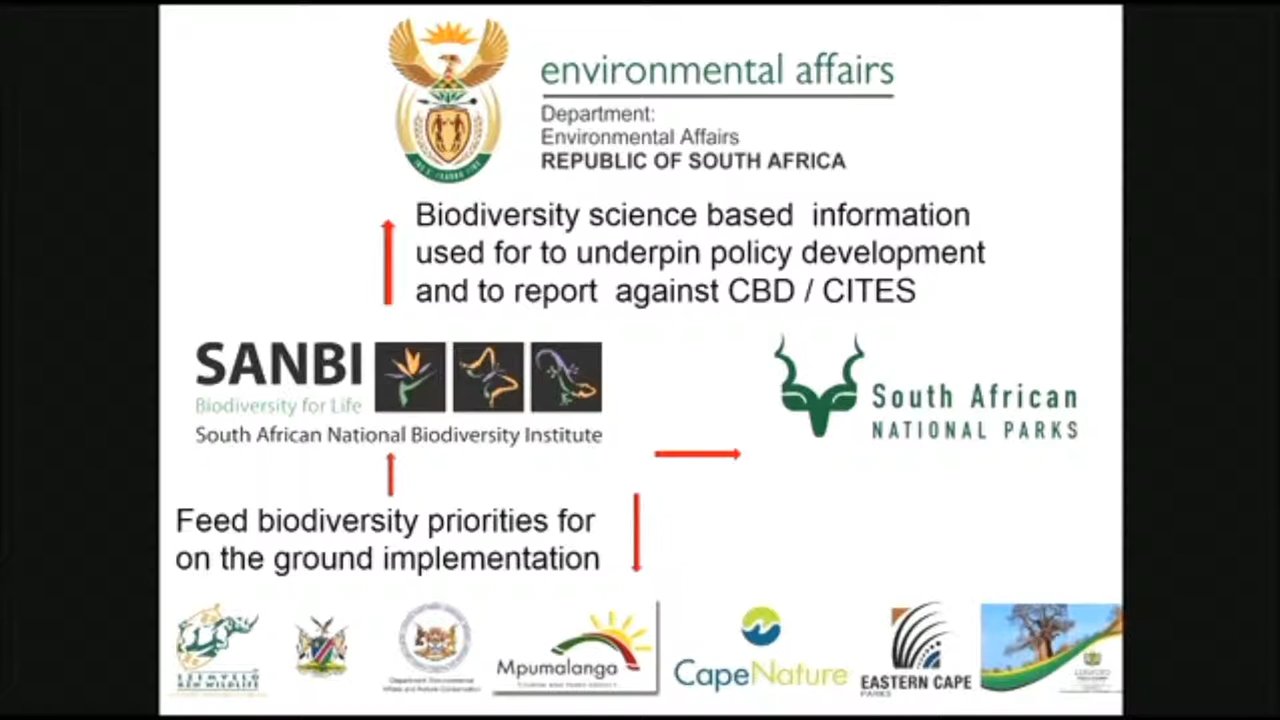 environmental affairs
Department:
Environmental Affairs
REPUBLIC OF SOUTH AFRICA
Biodiversity science based information
used for to underpin policy development
and to report against CBD / CITES
SANBI
Biodiversity for Life
South African National Biodiversity Institute
South African
NATIONAL PARKS
Feed biodiversity priorities for
on the ground implementation
Mpumalanga
CapeNature
EASTERN CAPE
PARKS